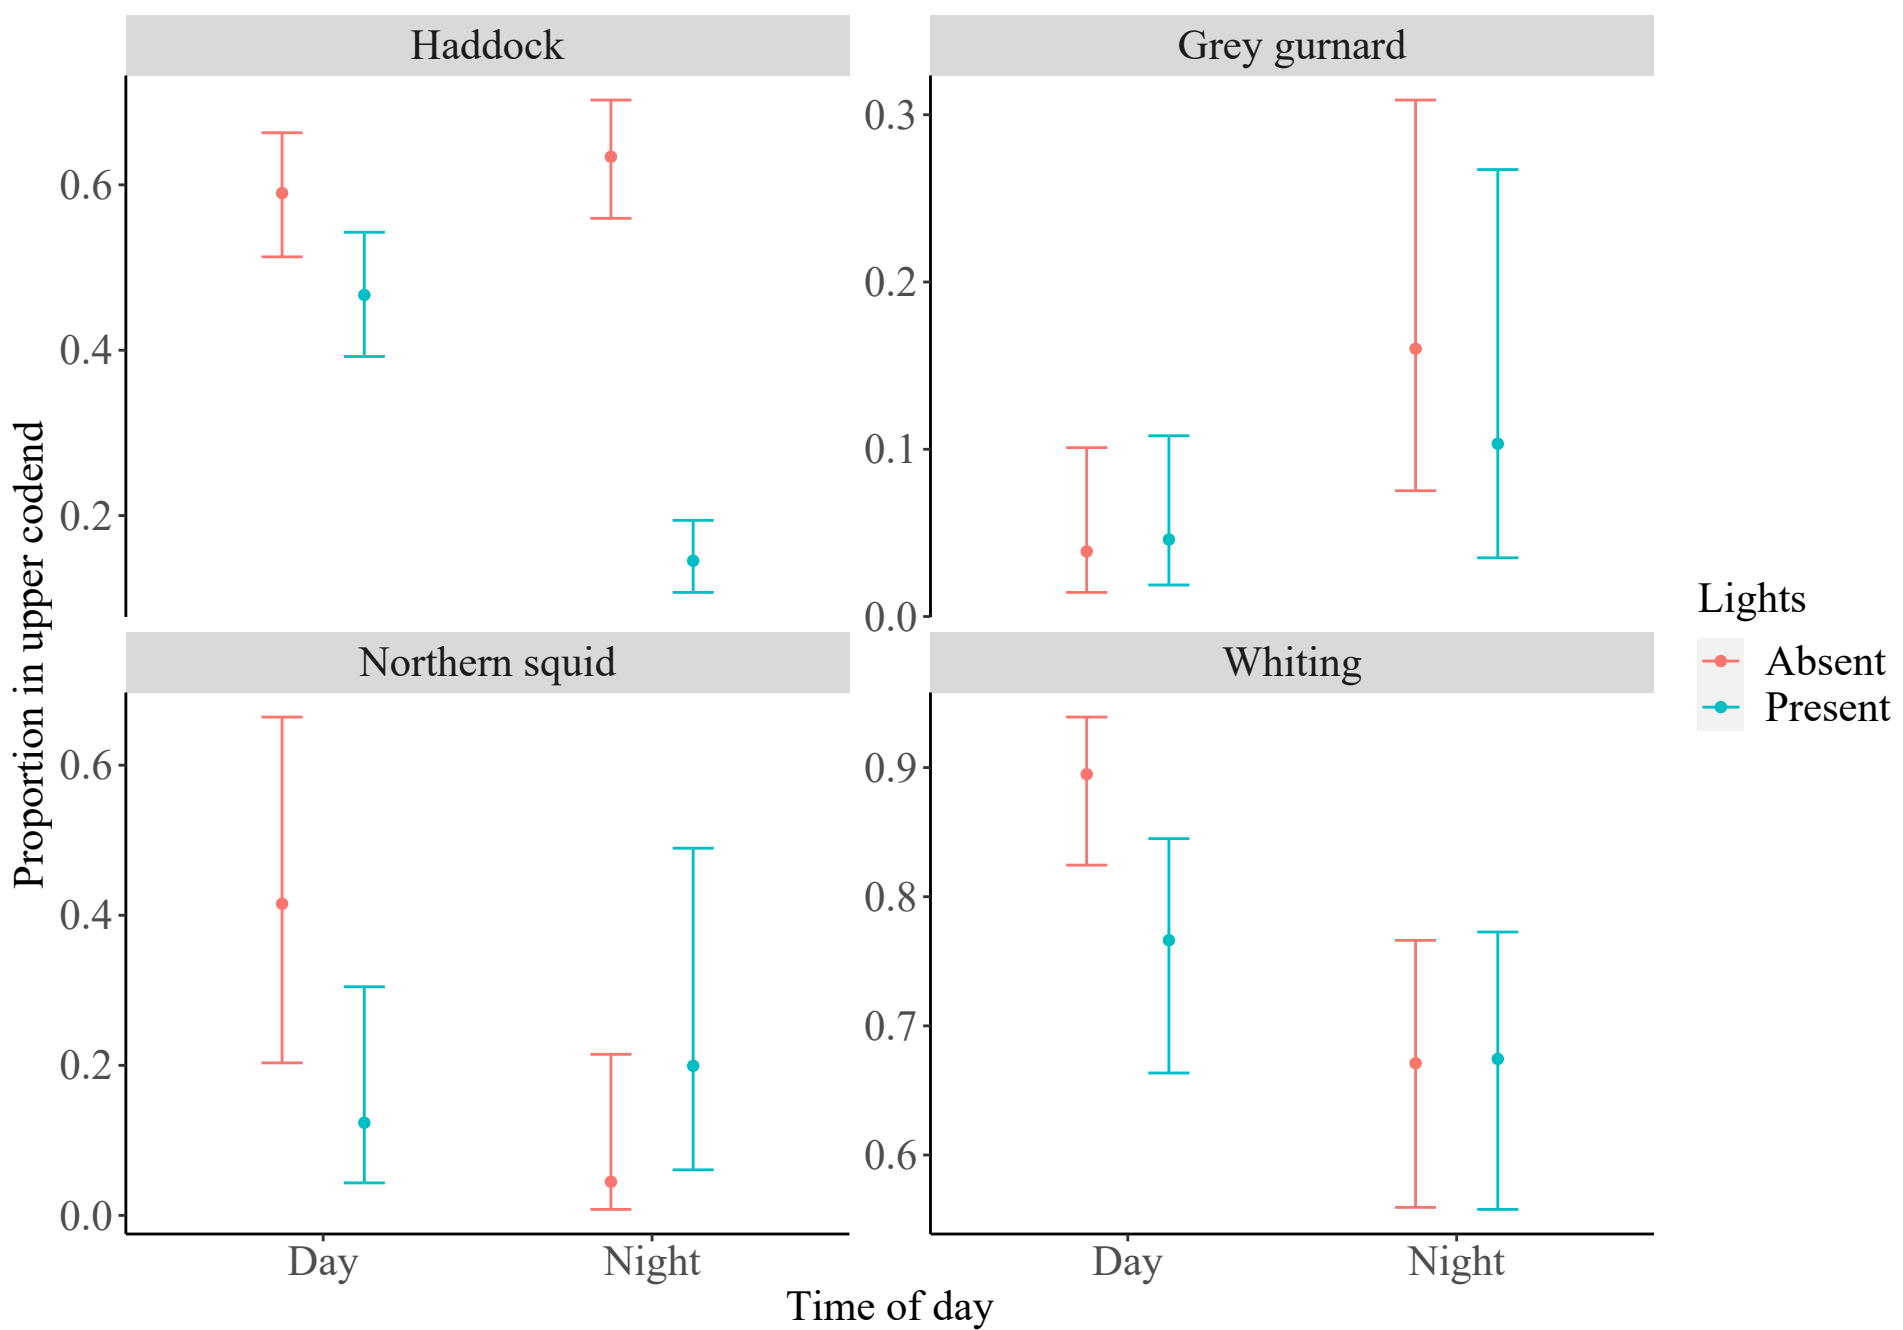 Haddock
Grey gurnard
0.6
0.4
0.2
0.3
0.2
0.1
0.0
Northern squid
Whiting
0.6
0.4
0.2
0.0
0.9
0.8
0.7
0.6
Day
Night
Day
Night
Time of day
Proportion in upper codend
Lights
Absent
Present